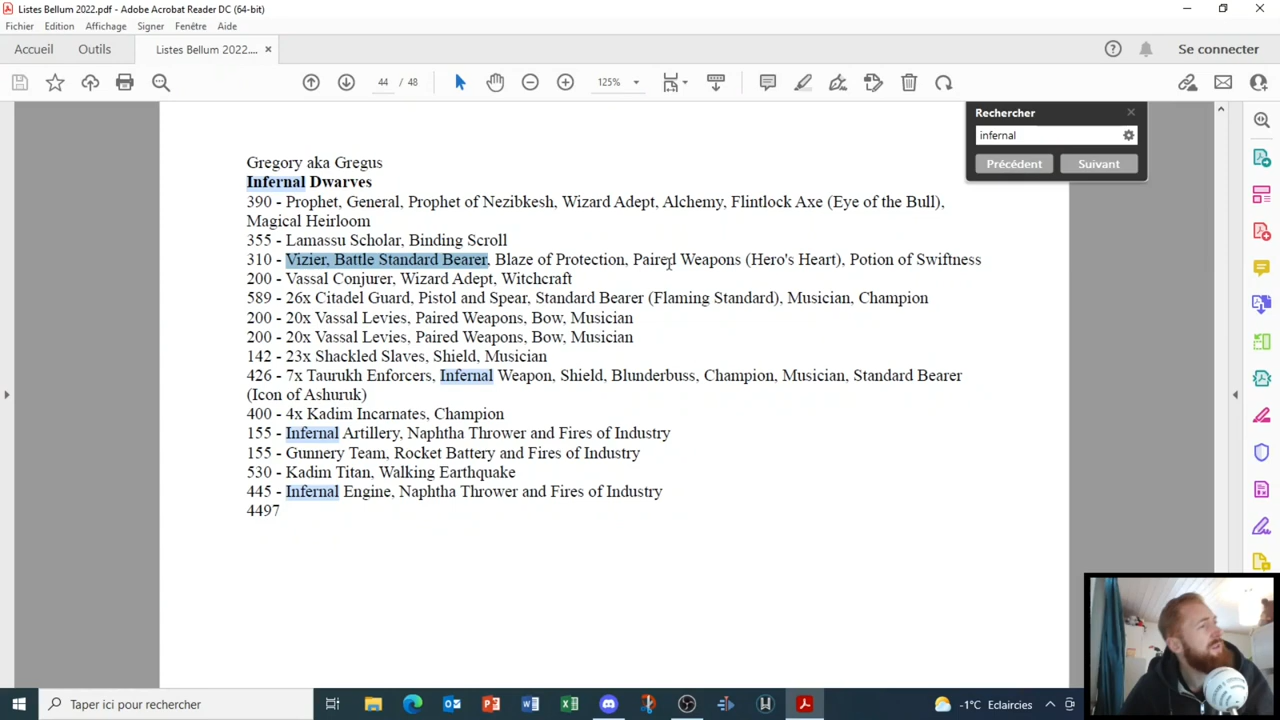 Listes Bellum 2022.pdf - Adobe Acrobat Reader DC (64-bit)
Fichier Edition Affichage Signer Fenêtre Aide
Accueil Outils Listes Bellum 2022.... × Se connecter
44 / 48 125%
Rechercher
infernal
Précédent Suivant
Gregory aka Gregus
Infernal Dwarves
390 - Prophet, General, Prophet of Nezibkesh, Wizard Adept, Alchemy, Flintlock Axe (Eye of the Bull),
Magical Heirloom
355 - Lamassu Scholar, Binding Scroll
310 - Vizier, Battle Standard Bearer, Blaze of Protection, Paired Weapons (Hero's Heart), Potion of Swiftness
200 - Vassal Conjurer, Wizard Adept, Witchcraft
589 - 26x Citadel Guard, Pistol and Spear, Standard Bearer (Flaming Standard), Musician, Champion
200 - 20x Vassal Levies, Paired Weapons, Bow, Musician
200 - 20x Vassal Levies, Paired Weapons, Bow, Musician
142 - 23x Shackled Slaves, Shield, Musician
426 - 7x Taurukh Enforcers, Infernal Weapon, Shield, Blunderbuss, Champion, Musician, Standard Bearer
(Icon of Ashuruk)
400 - 4x Kadim Incarnates, Champion
155 - Infernal Artillery, Naphtha Thrower and Fires of Industry
155 - Gunnery Team, Rocket Battery and Fires of Industry
530 - Kadim Titan, Walking Earthquake
445 - Infernal Engine, Naphtha Thrower and Fires of Industry
4497
Taper ici pour rechercher
-1°C Eclaircies